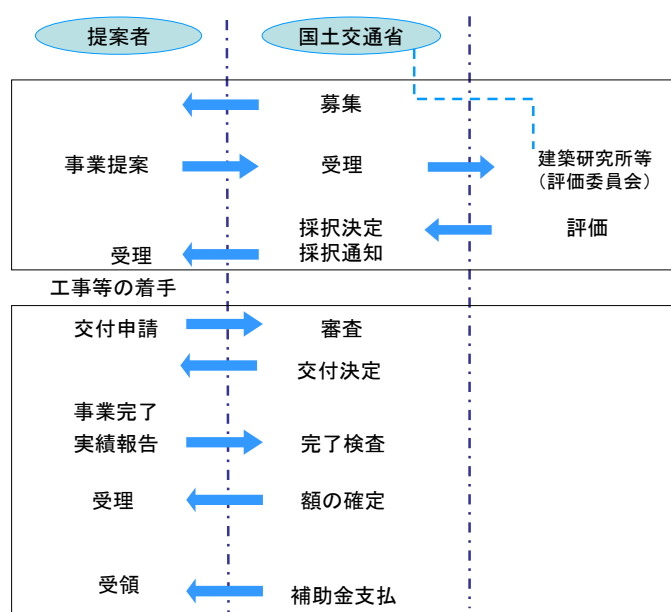 提案者
国土交通省
募集
事業提案
受理
建築研究所等
（評価委員会）
採択決定
評価
受理
採択通知
工事等の着手
交付申請
審査
交付決定
事業完了
実績報告
完了検査
受理
額の確定
受領
補助金支払